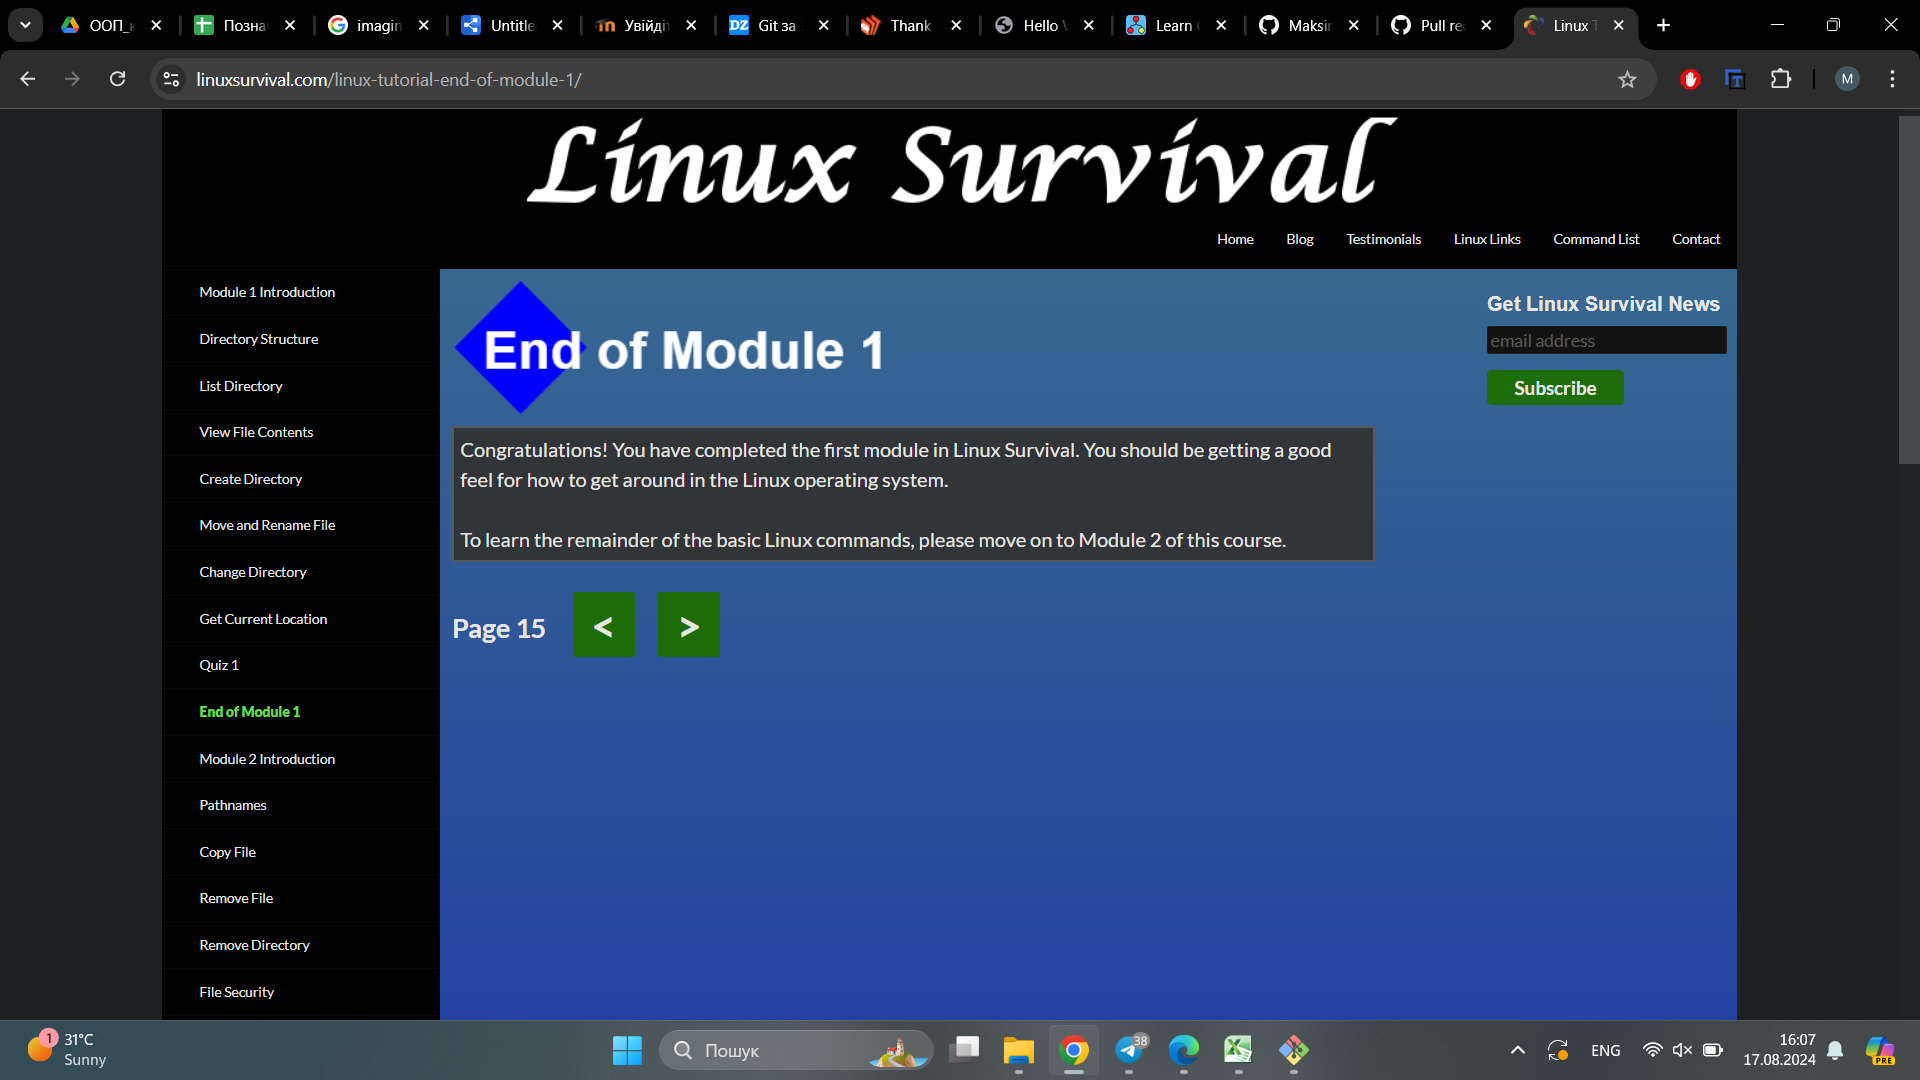 ООП_к
Позна
imagin
Untitle
Увійдіт
Git за
Thank
Hello
Learn
Maksin
Pull re
Linux T
linuxsurvival.com/linux-tutorial-end-of-module-1/
M
Linux Survival
Home Blog Testimonials Linux Links Command List Contact
Module 1 Introduction
Directory Structure
List Directory
View File Contents
Create Directory
Move and Rename File
Change Directory
Get Current Location
Quiz 1
End of Module 1
Module 2 Introduction
Pathnames
Copy File
Remove File
Remove Directory
File Security
End of Module 1
Congratulations! You have completed the first module in Linux Survival. You should be getting a good
feel for how to get around in the Linux operating system.
To learn the remainder of the basic Linux commands, please move on to Module 2 of this course.
Page 15 < >
Get Linux Survival News
email address
Subscribe
1
31°C
Sunny
Пошук
38
ENG
16:07
17.08.2024
PRE